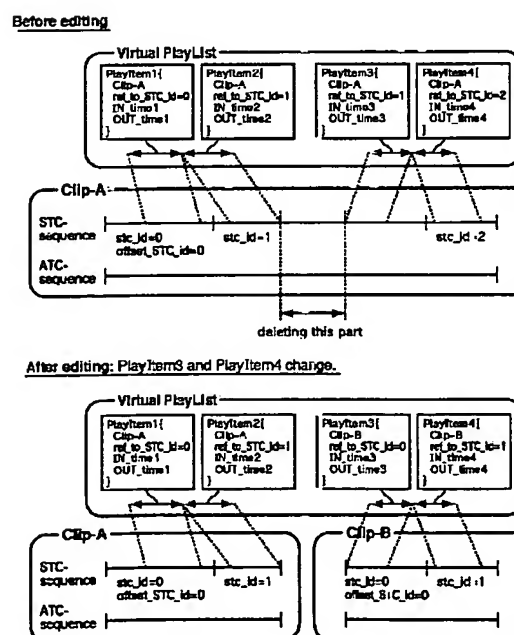 Before editing
Virtual PlayList
PlayItem1{
Clip-A
ref_to_STC_id=0
IN_time1
OUT_time1
}
PlayItem2{
Clip-A
ref_to_STC_id=1
IN_time2
OUT_time2
}
PlayItem3{
Clip-A
ref_to_STC_id=1
IN_time3
OUT_time3
}
PlayItem4{
Clip-A
ref_to_STC_id=2
IN_time4
OUT_time4
}
Clip-A
STC-
sequence
stc_id=0
offset_STC_id=0
stc_id=1
stc_id=2
ATC-
sequence
deleting this part
After editing: PlayItem3 and PlayItem4 change.
Virtual PlayList
PlayItem1{
Clip-A
ref_to_STC_id=0
IN_time1
OUT_time1
}
PlayItem2{
Clip-A
ref_to_STC_id=1
IN_time2
OUT_time2
}
PlayItem3{
Clip-B
ref_to_STC_id=0
IN_time3
OUT_time3
}
PlayItem4{
Clip-B
ref_to_STC_id=1
IN_time4
OUT_time4
}
Clip-A
STC-
sequence
stc_id=0
offset_STC_id=0
stc_id=1
ATC-
sequence
Clip-B
stc_id=0
offset_STC_id=0
stc_id=1